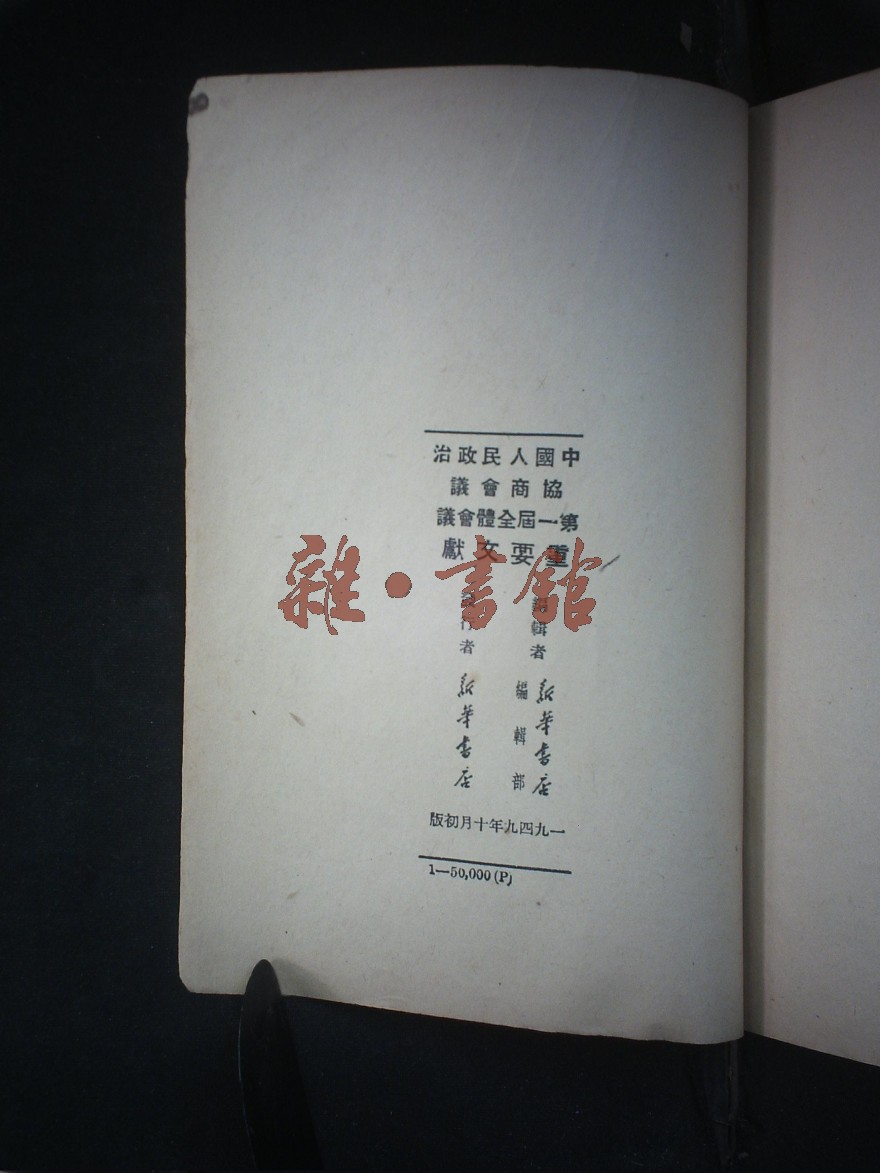 中國人民政治
協商會議
第一屆全體會議
重要文獻
編輯者 新華書店
編輯部
發行者 新華書店
一九四九年十月初版
1—50,000 (P)
雜·書館